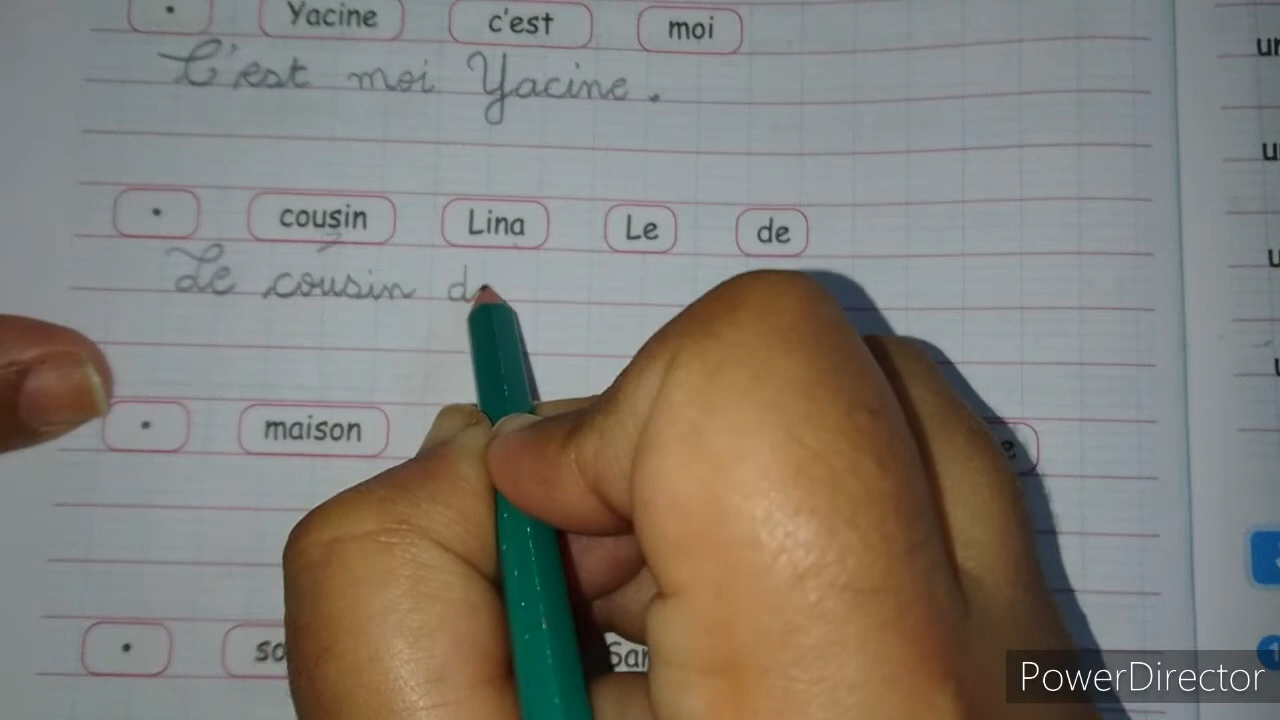 . Yacine c'est moi
C'est moi Yacine.
. cousin Lina Le de
Le cousin d
. maison
.
PowerDirector